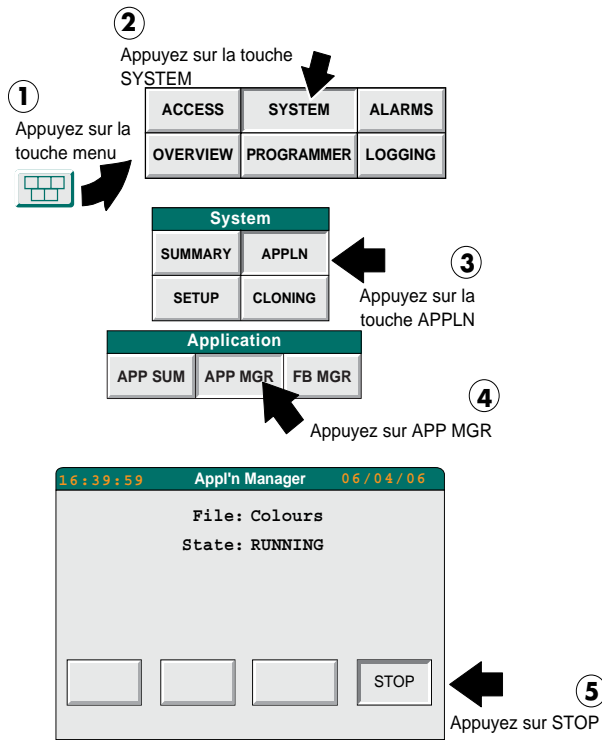 2
Appuyez sur la touche
SYSTEM
1
Appuyez sur la
touche menu
ACCESS SYSTEM ALARMS
OVERVIEW PROGRAMMER LOGGING
System
SUMMARY APPLN
SETUP CLONING
3
Appuyez sur la
touche APPLN
Application
APP SUM APP MGR FB MGR
4
Appuyez sur APP MGR
16:39:59 Appl'n Manager 06/04/06
File: Colours
State: RUNNING
STOP
5
Appuyez sur STOP